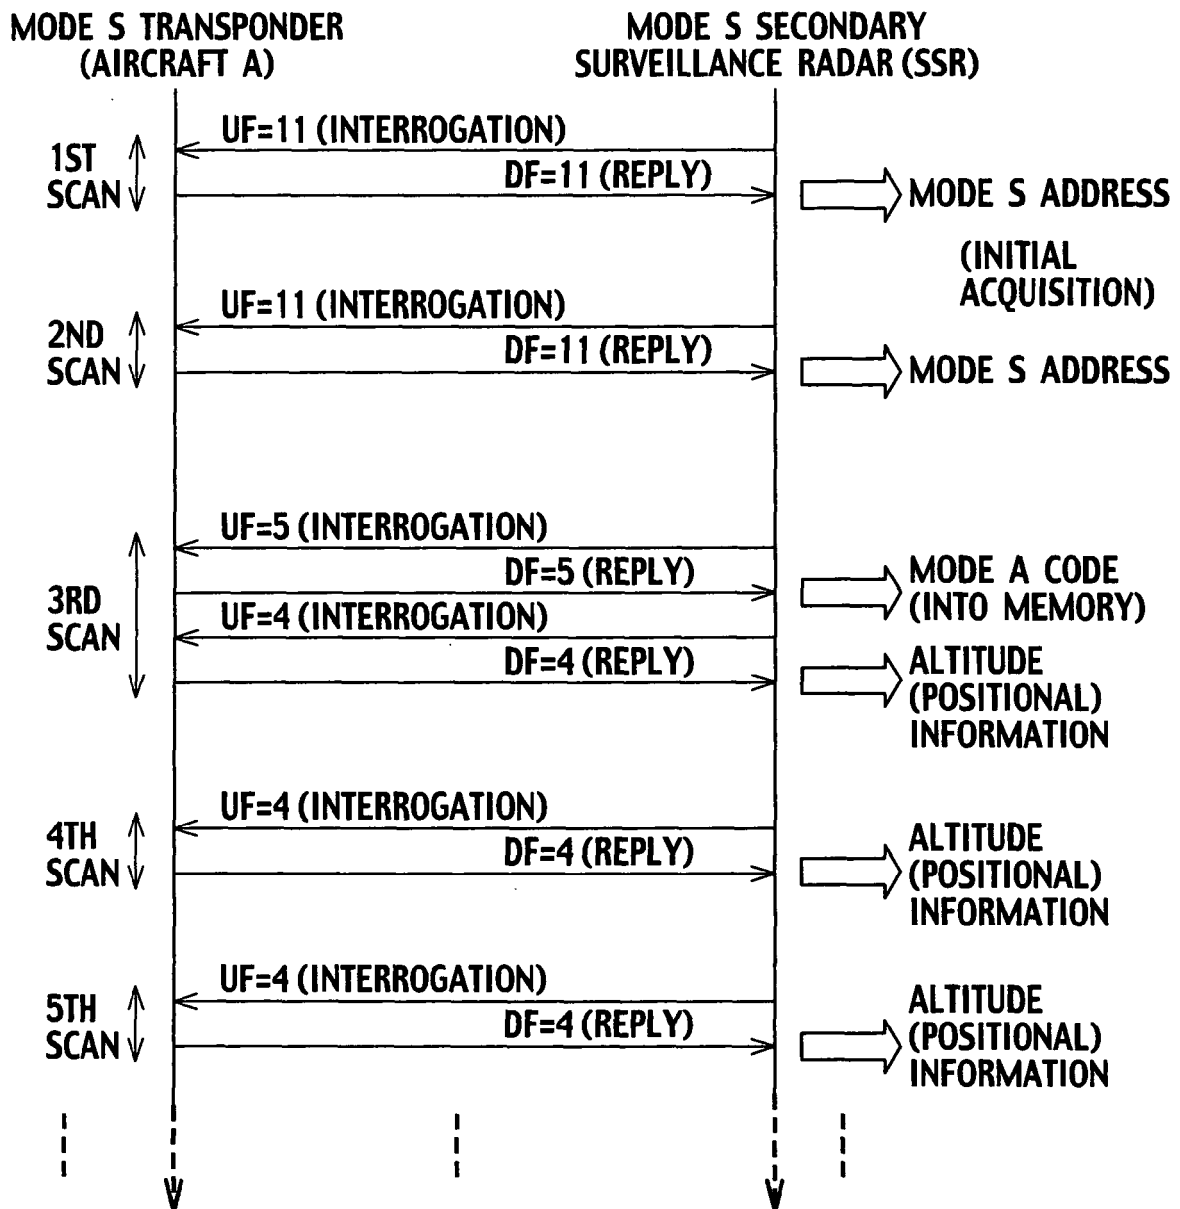 MODE S TRANSPONDER
(AIRCRAFT A)
MODE S SECONDARY
SURVEILLANCE RADAR (SSR)
1ST
SCAN
UF=11 (INTERROGATION)
DF=11 (REPLY)
MODE S ADDRESS
(INITIAL
ACQUISITION)
2ND
SCAN
UF=11 (INTERROGATION)
DF=11 (REPLY)
MODE S ADDRESS
3RD
SCAN
UF=5 (INTERROGATION)
DF=5 (REPLY)
MODE A CODE
(INTO MEMORY)
UF=4 (INTERROGATION)
DF=4 (REPLY)
ALTITUDE
(POSITIONAL)
INFORMATION
4TH
SCAN
UF=4 (INTERROGATION)
DF=4 (REPLY)
ALTITUDE
(POSITIONAL)
INFORMATION
5TH
SCAN
UF=4 (INTERROGATION)
DF=4 (REPLY)
ALTITUDE
(POSITIONAL)
INFORMATION